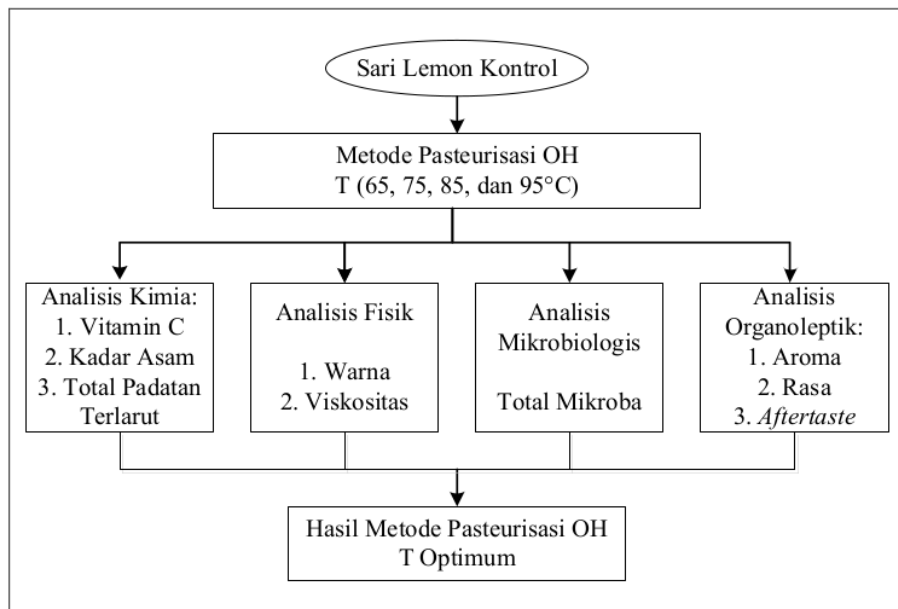 Sari Lemon Kontrol
Metode Pasteurisasi OH
T (65, 75, 85, dan 95°C)
Analisis Kimia:
1. Vitamin C
2. Kadar Asam
3. Total Padatan
Terlarut
Analisis Fisik
1. Warna
2. Viskositas
Analisis
Mikrobiologis
Total Mikroba
Analisis
Organoleptik:
1. Aroma
2. Rasa
3. Aftertaste
Hasil Metode Pasteurisasi OH
T Optimum